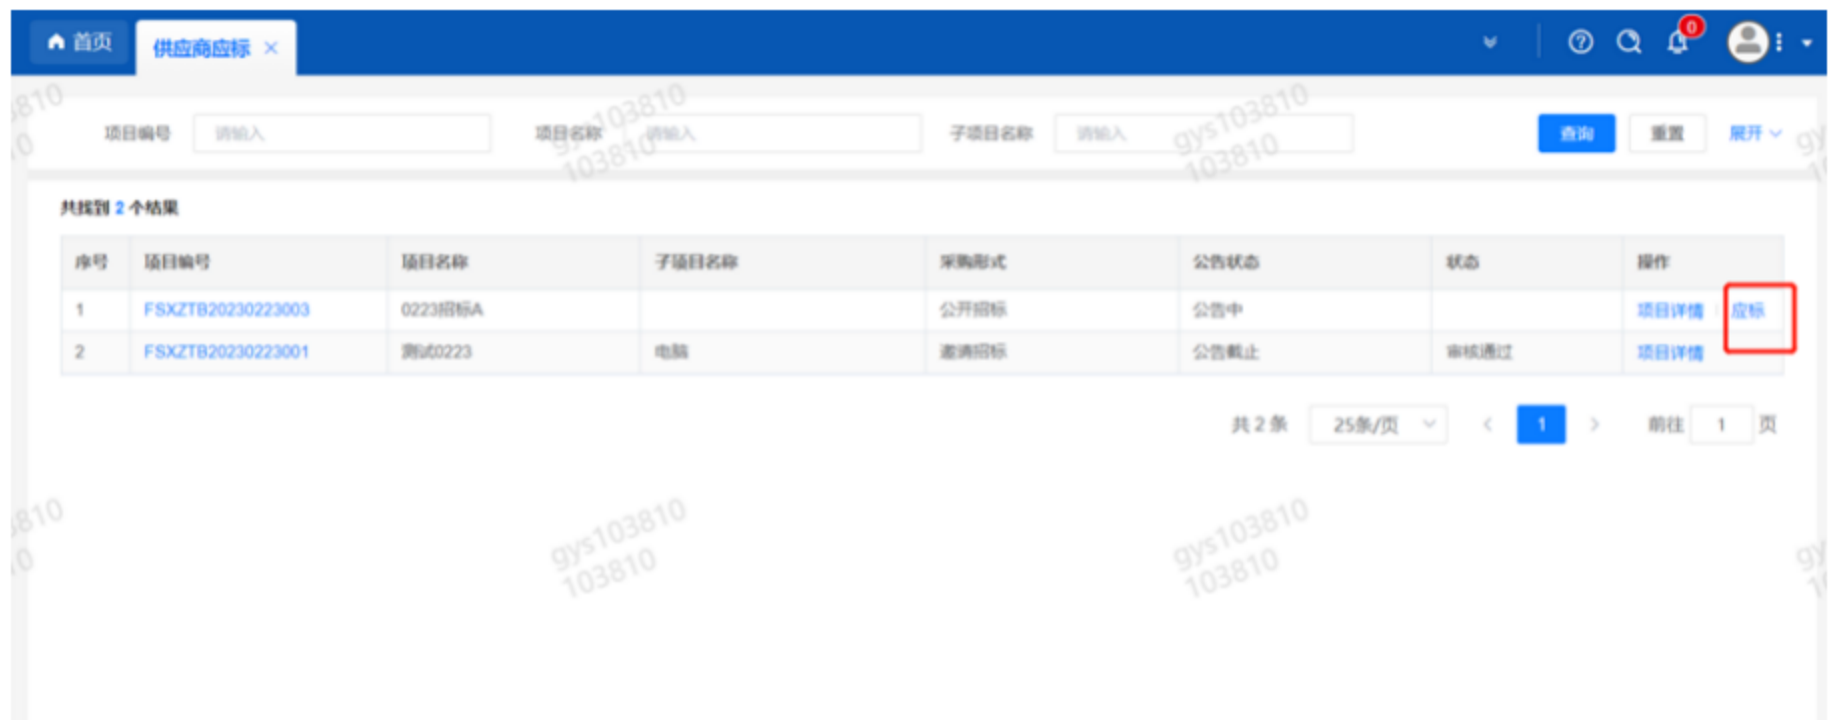 首页
供应商应标 ×
0
项目编号 请输入 项目名称 请输入 子项目名称 请输入 查询 重置 展开
共找到 2 个结果
序号 项目编号 项目名称 子项目名称 采购形式 公告状态 状态 操作
1 FSXZTB20230223003 0223招标A 公开招标 公告中 项目详情 应标
2 FSXZTB20230223001 测试0223 电脑 邀请招标 公告截止 审核通过 项目详情
共 2 条 25条/页 < 1 > 前往 1 页
gys103810
103810
gys103810
103810
gys103810
103810
gys103810
103810